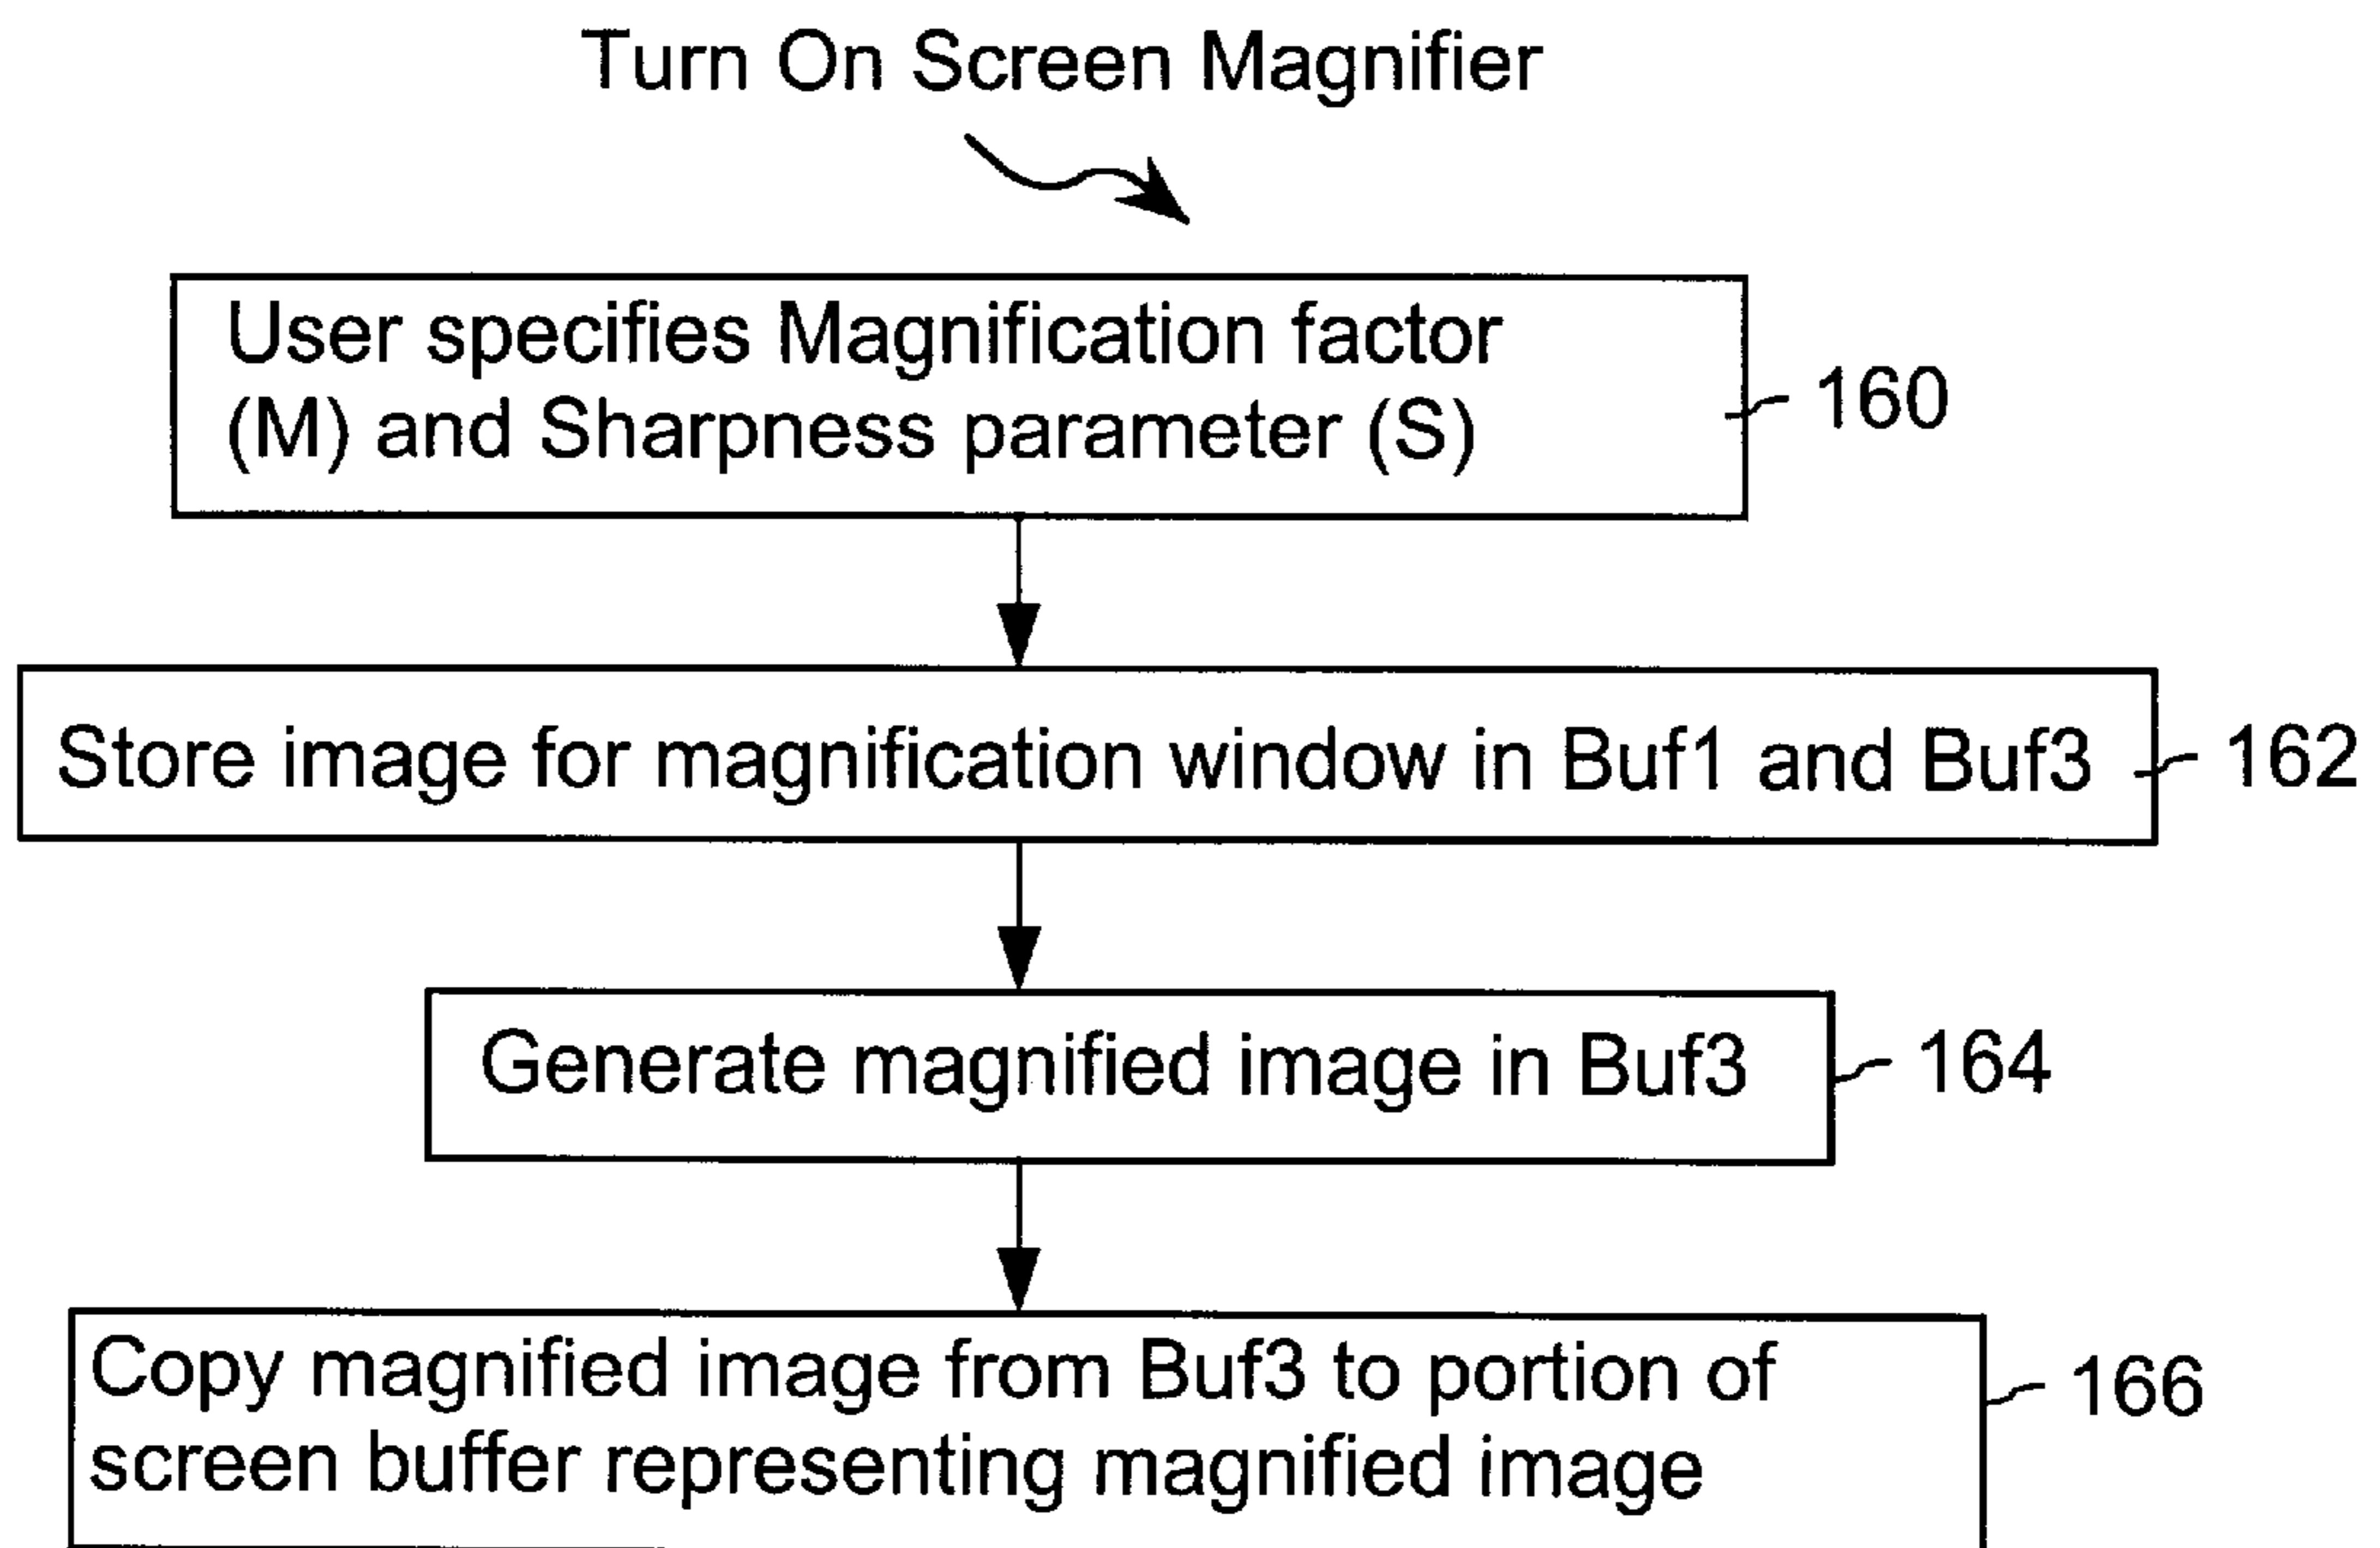 Turn On Screen Magnifier
User specifies Magnification factor
(M) and Sharpness parameter (S)
160
Store image for magnification window in Buf1 and Buf3
162
Generate magnified image in Buf3
164
Copy magnified image from Buf3 to portion of
screen buffer representing magnified image
166